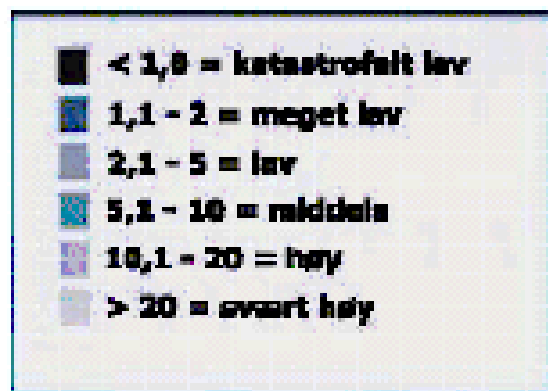 < 1,0 = katastrofalt lav
1,1 - 2 = meget lav
2,1 - 5 = lav
5,1 - 10 = middels
10,1 - 20 = høy
> 20 = svært høy